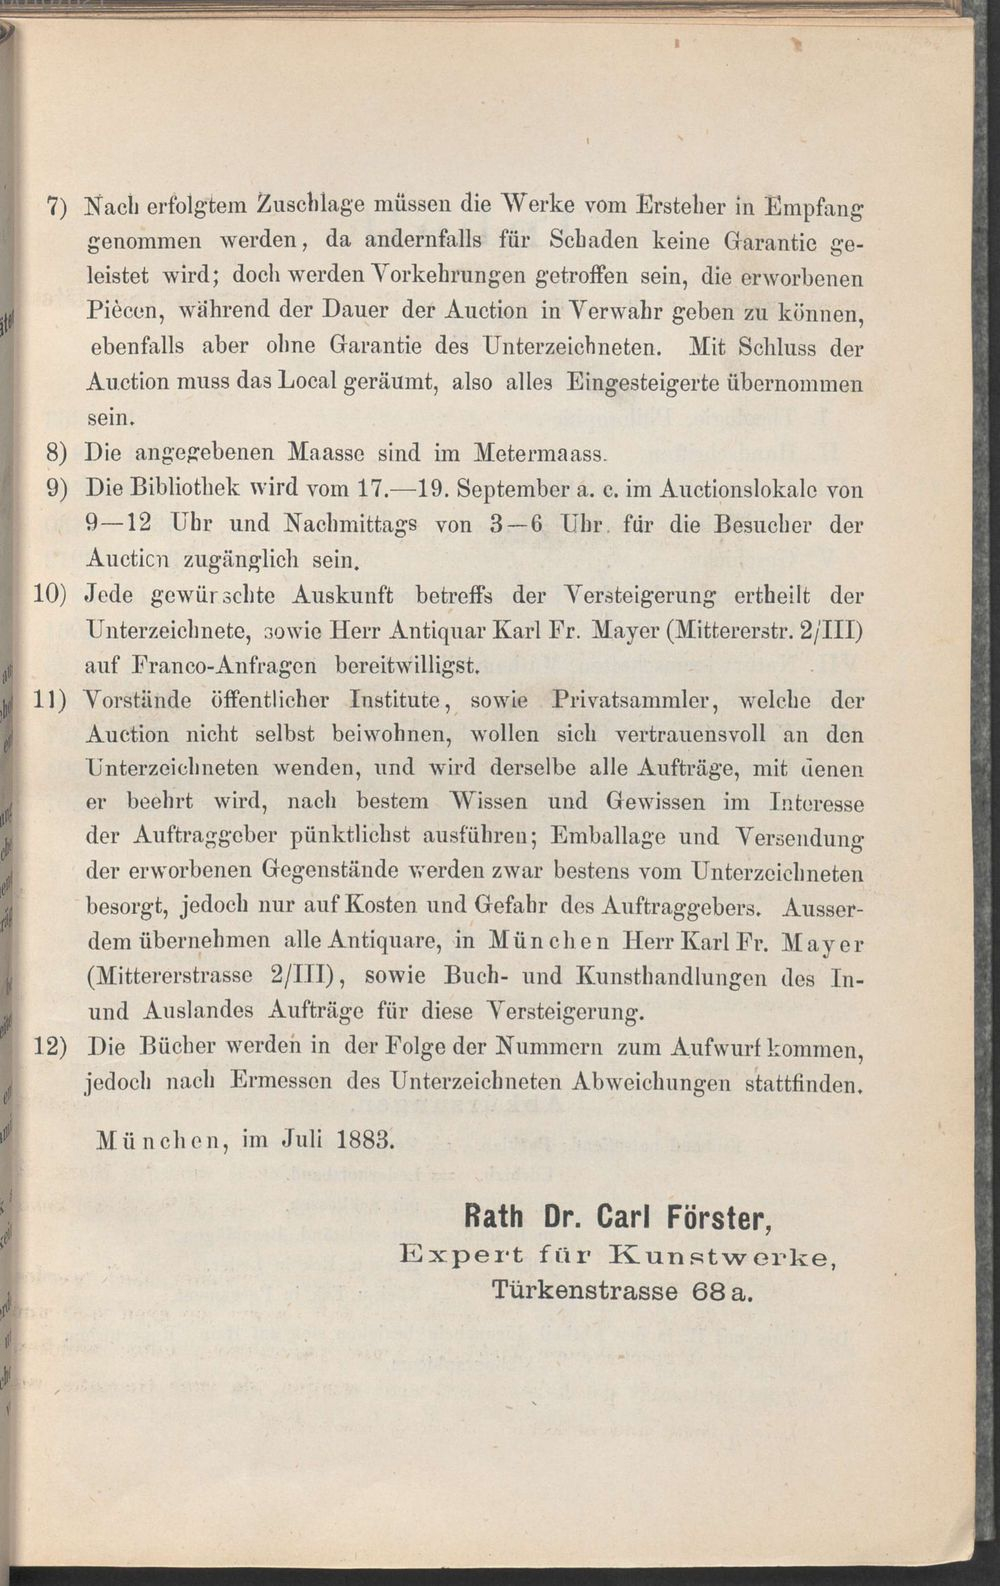 7) Nach erfolgtem Zuschlage müssen die Werke vom Ersteher in Empfang
genommen werden, da andernfalls für Schaden keine Garantie ge-
leistet wird; doch werden Vorkehrungen getroffen sein, die erworbenen
Piècen, während der Dauer der Auction in Verwahr geben zu können,
ebenfalls aber ohne Garantie des Unterzeichneten. Mit Schluss der
Auction muss das Local geräumt, also alles Eingesteigerte übernommen
sein.
8) Die angegebenen Maasse sind im Metermaass.
9) Die Bibliothek wird vom 17.—19. September a. c. im Auctionslokale von
9—12 Uhr und Nachmittags von 3—6 Uhr. für die Besucher der
Auction zugänglich sein.
10) Jede gewünschte Auskunft betreffs der Versteigerung ertheilt der
Unterzeichnete, sowie Herr Antiquar Karl Fr. Mayer (Mittererstr. 2/III)
auf Franco-Anfragen bereitwilligst.
11) Vorstände öffentlicher Institute, sowie Privatsammler, welche der
Auction nicht selbst beiwohnen, wollen sich vertrauensvoll an den
Unterzeichneten wenden, und wird derselbe alle Aufträge, mit denen
er beehrt wird, nach bestem Wissen und Gewissen im Interesse
der Auftraggeber pünktlichst ausführen; Emballage und Versendung
der erworbenen Gegenstände werden zwar bestens vom Unterzeichneten
besorgt, jedoch nur auf Kosten und Gefahr des Auftraggebers. Ausser-
dem übernehmen alle Antiquare, in München Herr Karl Fr. Mayer
(Mittererstrasse 2/III), sowie Buch- und Kunsthandlungen des In-
und Auslandes Aufträge für diese Versteigerung.
12) Die Bücher werden in der Folge der Nummern zum Aufwurf kommen,
jedoch nach Ermessen des Unterzeichneten Abweichungen stattfinden.
München, im Juli 1883.
Rath Dr. Carl Förster,
Expert für Kunstwerke,
Türkenstrasse 68a.